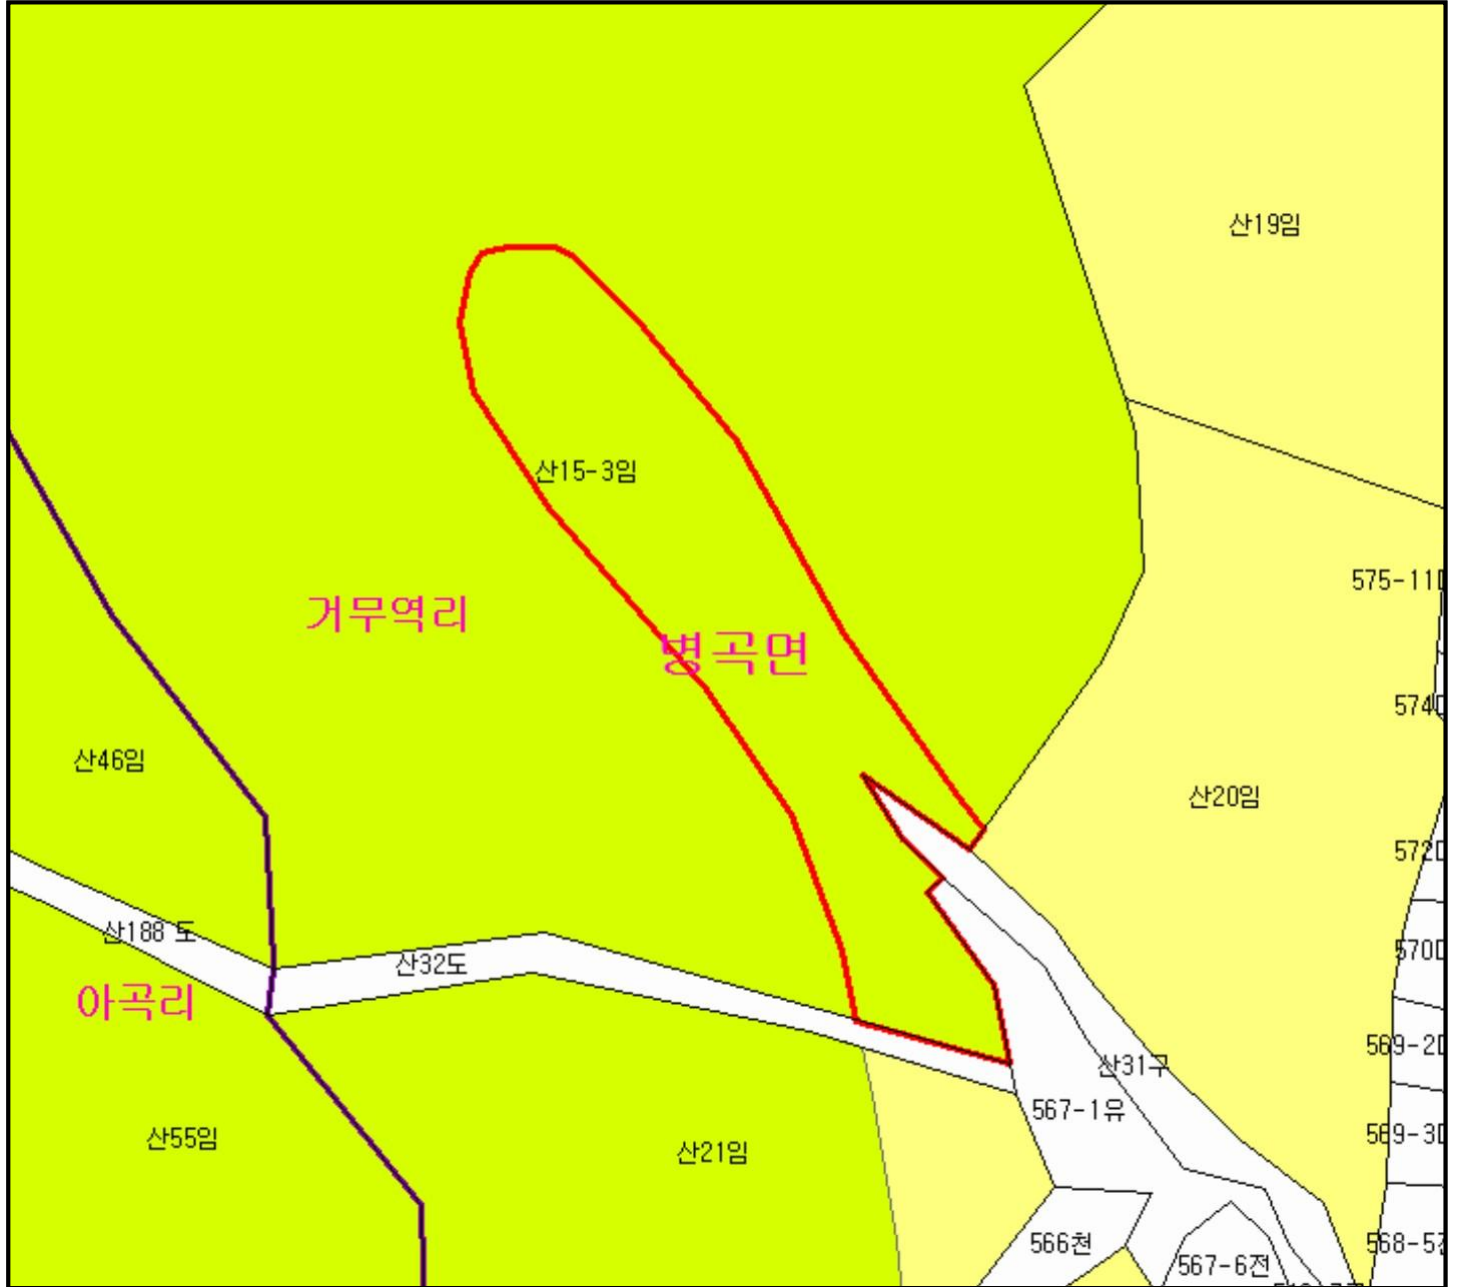 산19임
산15-3임
575-11
거무역리
병곡면
574
산46임
산20임
572
산188 도
570
산32도
아곡리
569-2
산31구
567-1유
569-3
산55임
산21임
566천
568-5
567-6전